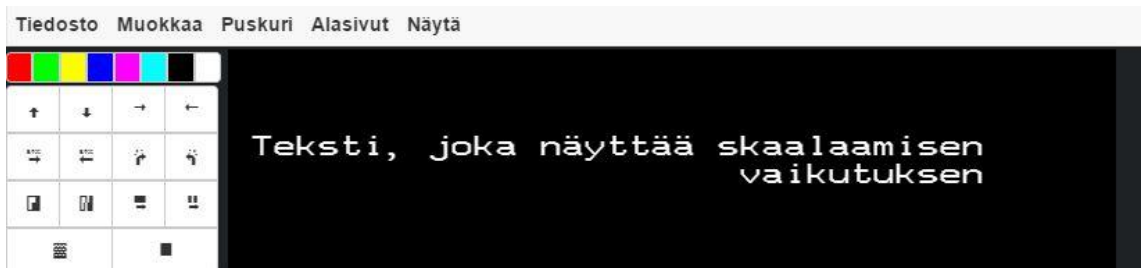 Tiedosto Muokkaa Puskuri Alasivut Näytä
Teksti, joka näyttää skaalaamisen
vaikutuksen